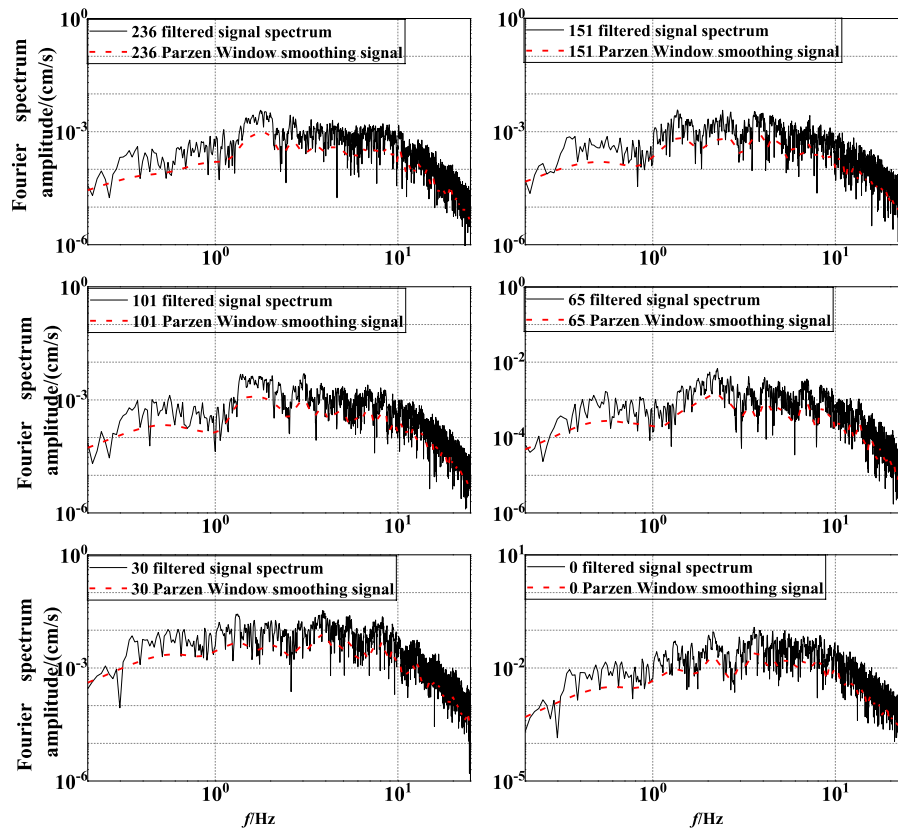 Fourier spectrum
amplitude/(cm/s)
10^0
10^-3
10^-6
236 filtered signal spectrum
236 Parzen Window smoothing signal
10^0
10^1
10^0
10^-3
10^-6
151 filtered signal spectrum
151 Parzen Window smoothing signal
10^0
10^1
Fourier spectrum
amplitude/(cm/s)
10^0
10^-3
10^-6
101 filtered signal spectrum
101 Parzen Window smoothing signal
10^0
10^1
10^0
10^-2
10^-4
10^-6
65 filtered signal spectrum
65 Parzen Window smoothing signal
10^0
10^1
Fourier spectrum
amplitude/(cm/s)
10^0
10^-3
10^-6
30 filtered signal spectrum
30 Parzen Window smoothing signal
10^0
10^1
f/Hz
10^1
10^-2
10^-5
0 filtered signal spectrum
0 Parzen Window smoothing signal
10^0
10^1
f/Hz